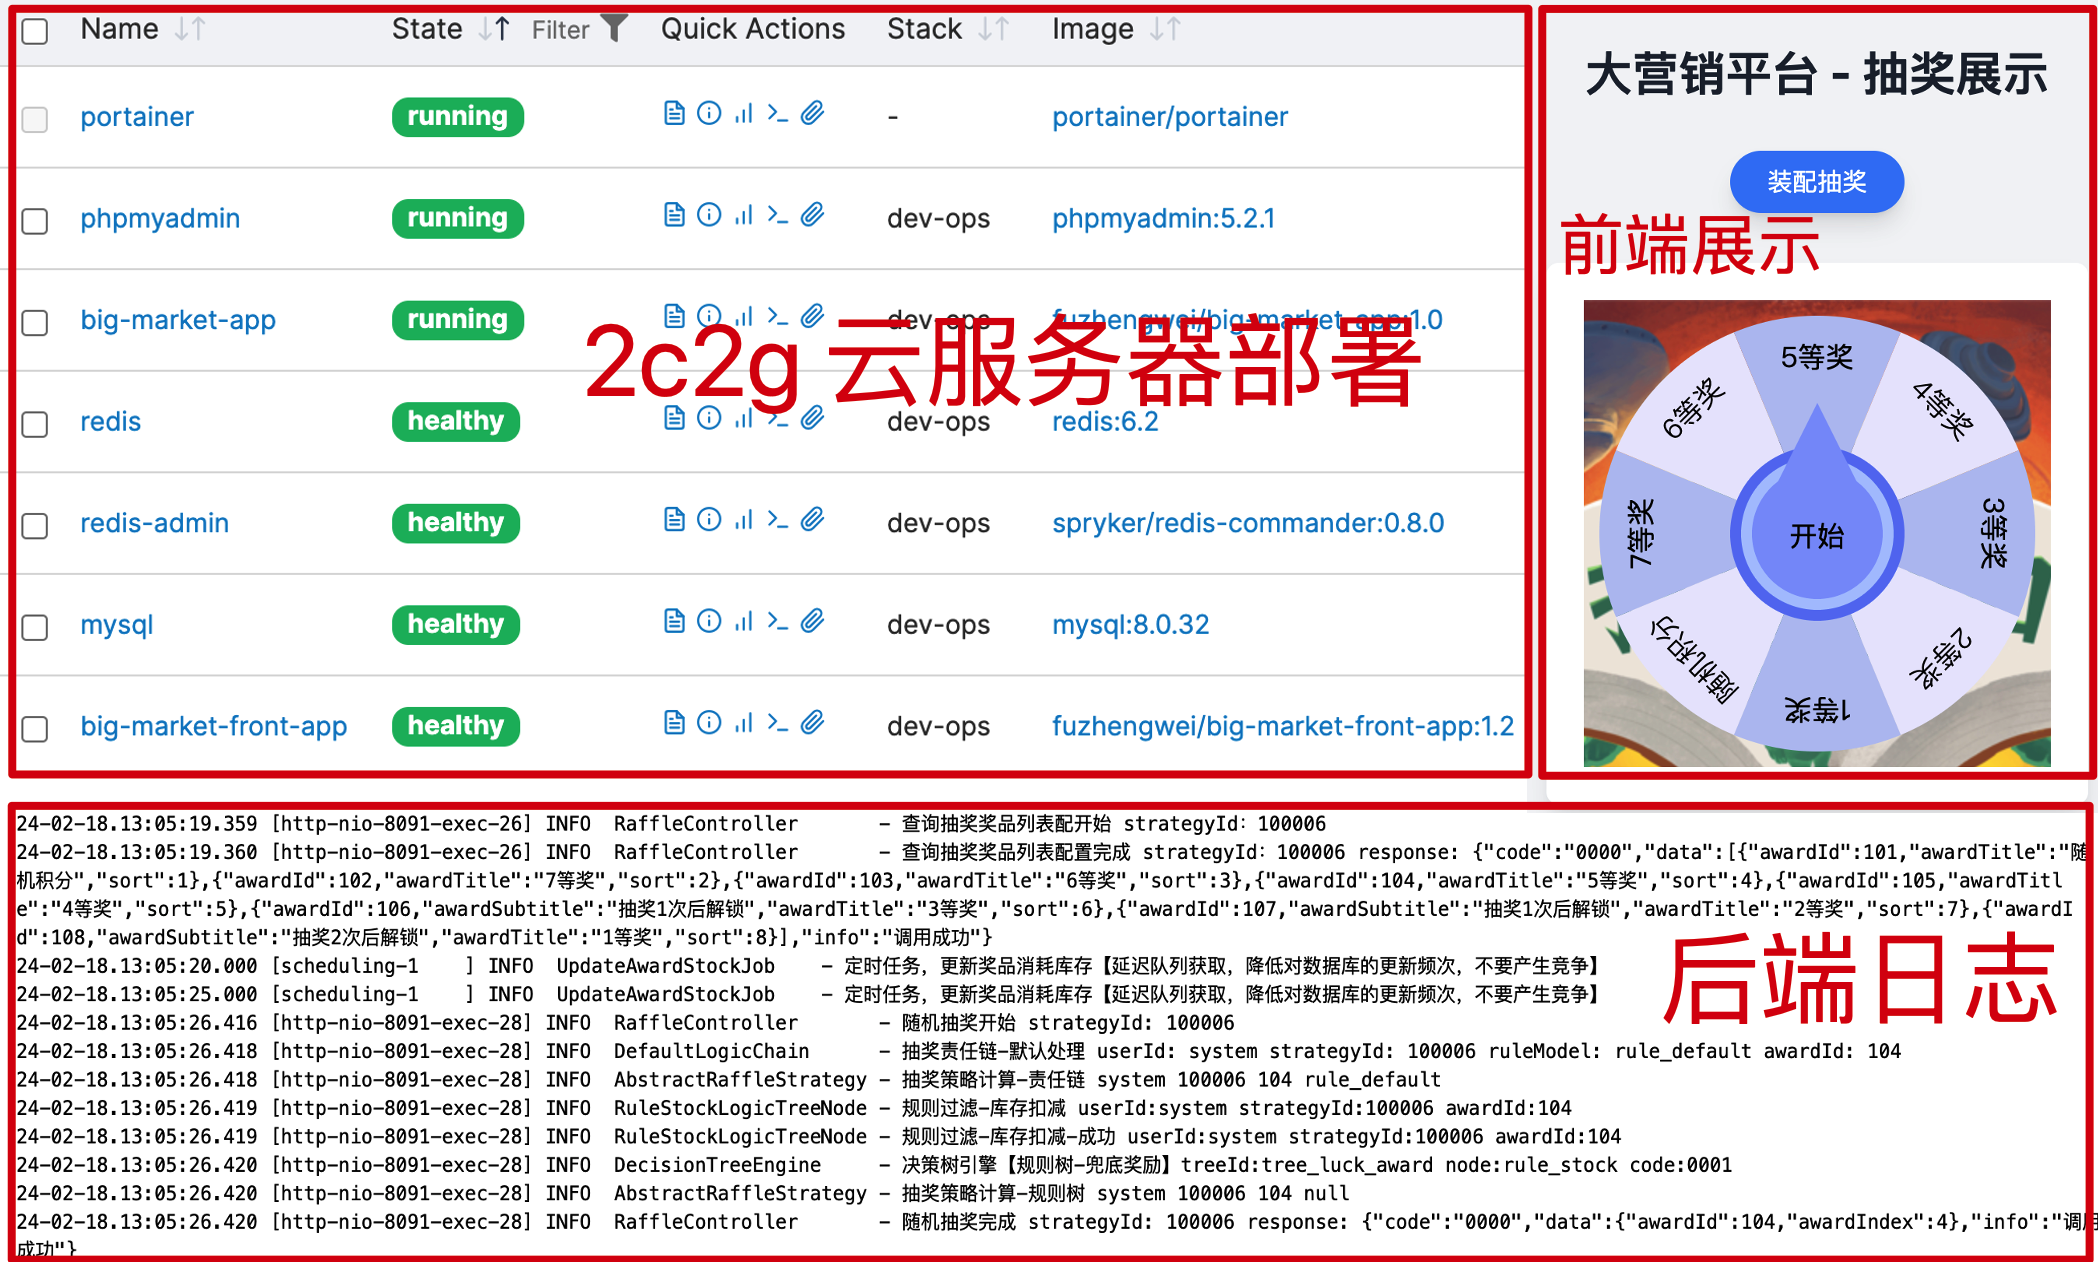 Name State Filter Quick Actions Stack Image
portainer running - portainer/portainer
phpmyadmin running dev-ops phpmyadmin:5.2.1
big-market-app running dev-ops fuzhengwei/big-market-app:1.0
2c2g 云服务器部署
redis healthy dev-ops redis:6.2
redis-admin healthy dev-ops spryker/redis-commander:0.8.0
mysql healthy dev-ops mysql:8.0.32
big-market-front-app healthy dev-ops fuzhengwei/big-market-front-app:1.2
大营销平台 - 抽奖展示
装配抽奖
前端展示
5等奖
4等奖
3等奖
2等奖
1等奖
随机积分
7等奖
6等奖
开始
24-02-18.13:05:19.359 [http-nio-8091-exec-26] INFO RaffleController - 查询抽奖奖品列表配开始 strategyId: 100006
24-02-18.13:05:19.360 [http-nio-8091-exec-26] INFO RaffleController - 查询抽奖奖品列表配置完成 strategyId: 100006 response: {"code":"0000","data":[{"awardId":101,"awardTitle":"随
机积分","sort":1},{"awardId":102,"awardTitle":"7等奖","sort":2},{"awardId":103,"awardTitle":"6等奖","sort":3},{"awardId":104,"awardTitle":"5等奖","sort":4},{"awardId":105,"awardTitl
e":"4等奖","sort":5},{"awardId":106,"awardSubtitle":"抽奖1次后解锁","awardTitle":"3等奖","sort":6},{"awardId":107,"awardSubtitle":"抽奖1次后解锁","awardTitle":"2等奖","sort":7},{"awardI
d":108,"awardSubtitle":"抽奖2次后解锁","awardTitle":"1等奖","sort":8}],"info":"调用成功"}
24-02-18.13:05:20.000 [scheduling-1    ] INFO UpdateAwardStockJob - 定时任务，更新奖品消耗库存【延迟队列获取，降低对数据库的更新频次，不要产生竞争】
24-02-18.13:05:25.000 [scheduling-1    ] INFO UpdateAwardStockJob - 定时任务，更新奖品消耗库存【延迟队列获取，降低对数据库的更新频次，不要产生竞争】
后端日志
24-02-18.13:05:26.416 [http-nio-8091-exec-28] INFO RaffleController - 随机抽奖开始 strategyId: 100006
24-02-18.13:05:26.418 [http-nio-8091-exec-28] INFO DefaultLogicChain - 抽奖责任链-默认处理 userId: system strategyId: 100006 ruleModel: rule_default awardId: 104
24-02-18.13:05:26.418 [http-nio-8091-exec-28] INFO AbstractRaffleStrategy - 抽奖策略计算-责任链 system 100006 104 rule_default
24-02-18.13:05:26.419 [http-nio-8091-exec-28] INFO RuleStockLogicTreeNode - 规则过滤-库存扣减 userId:system strategyId:100006 awardId:104
24-02-18.13:05:26.419 [http-nio-8091-exec-28] INFO RuleStockLogicTreeNode - 规则过滤-库存扣减-成功 userId:system strategyId:100006 awardId:104
24-02-18.13:05:26.420 [http-nio-8091-exec-28] INFO DecisionTreeEngine - 决策树引擎【规则树-兜底奖励】treeId:tree_luck_award node:rule_stock code:0001
24-02-18.13:05:26.420 [http-nio-8091-exec-28] INFO AbstractRaffleStrategy - 抽奖策略计算-规则树 system 100006 104 null
24-02-18.13:05:26.420 [http-nio-8091-exec-28] INFO RaffleController - 随机抽奖完成 strategyId: 100006 response: {"code":"0000","data":{"awardId":104,"awardIndex":4},"info":"调用
成功"}